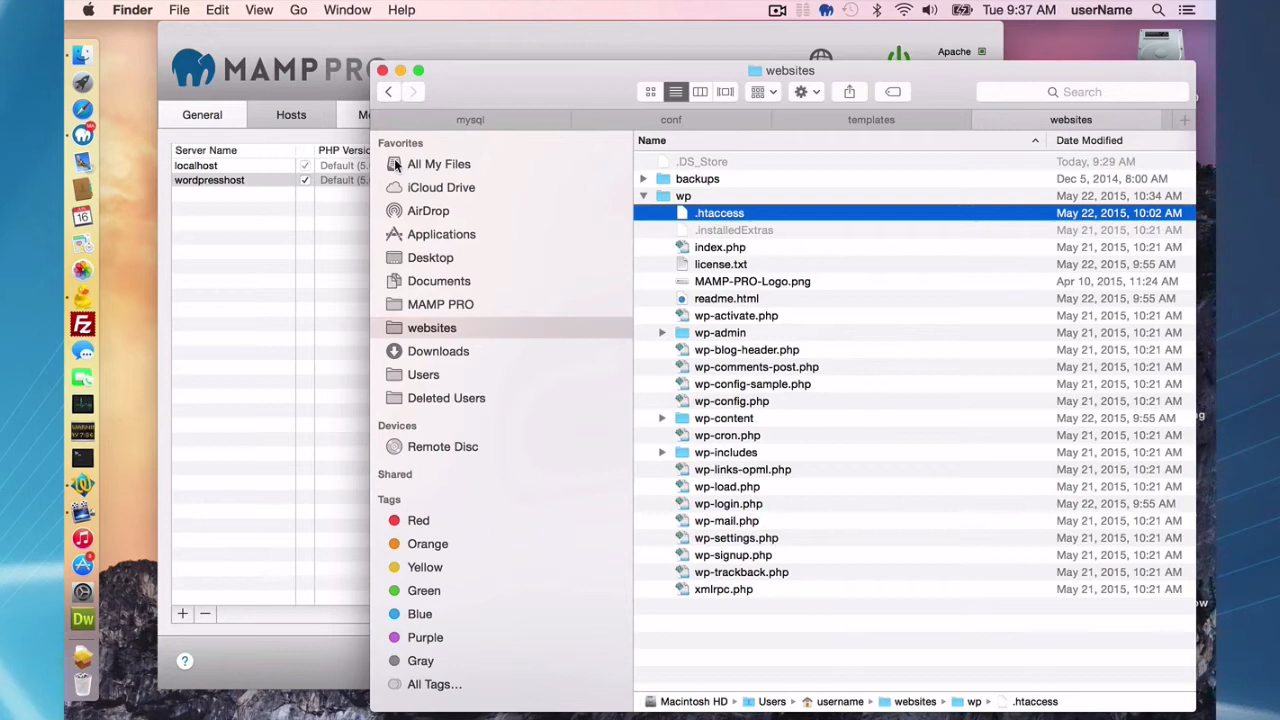 Finder File Edit View Go Window Help Tue 9:37 AM userName
MAMP PRO
Apache
General Hosts
Server Name PHP Version
localhost Default (5.
wordpresshost Default (5.
websites
Search
mysql conf templates websites
Favorites
All My Files
iCloud Drive
AirDrop
Applications
Desktop
Documents
MAMP PRO
websites
Downloads
Users
Deleted Users
Devices
Remote Disc
Shared
Tags
Red
Orange
Yellow
Green
Blue
Purple
Gray
All Tags...
Name Date Modified
.DS_Store Today, 9:29 AM
backups Dec 5, 2014, 8:00 AM
wp May 22, 2015, 10:34 AM
.htaccess May 22, 2015, 10:02 AM
.installedExtras May 21, 2015, 10:21 AM
index.php May 21, 2015, 10:21 AM
license.txt May 22, 2015, 9:55 AM
MAMP-PRO-Logo.png Apr 10, 2015, 11:24 AM
readme.html May 22, 2015, 9:55 AM
wp-activate.php May 21, 2015, 10:21 AM
wp-admin May 21, 2015, 10:21 AM
wp-blog-header.php May 21, 2015, 10:21 AM
wp-comments-post.php May 21, 2015, 10:21 AM
wp-config-sample.php May 21, 2015, 10:21 AM
wp-config.php May 21, 2015, 10:21 AM
wp-content May 22, 2015, 9:55 AM
wp-cron.php May 21, 2015, 10:21 AM
wp-includes May 21, 2015, 10:21 AM
wp-links-opml.php May 21, 2015, 10:21 AM
wp-load.php May 21, 2015, 10:21 AM
wp-login.php May 22, 2015, 9:55 AM
wp-mail.php May 21, 2015, 10:21 AM
wp-settings.php May 21, 2015, 10:21 AM
wp-signup.php May 21, 2015, 10:21 AM
wp-trackback.php May 21, 2015, 10:21 AM
xmlrpc.php May 21, 2015, 10:21 AM
Macintosh HD Users username websites wp .htaccess
16
Fz
Dw